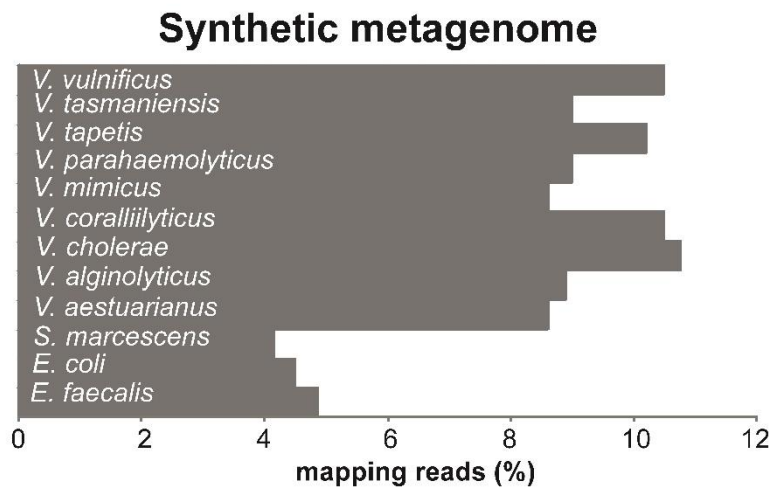 Synthetic metagenome
V. vulnificus
V. tasmaniensis
V. tapetis
V. parahaemolyticus
V. mimicus
V. coralliilyticus
V. cholerae
V. alginolyticus
V. aestuarianus
S. marcescens
E. coli
E. faecalis
0 2 4 6 8 10 12
mapping reads (%)